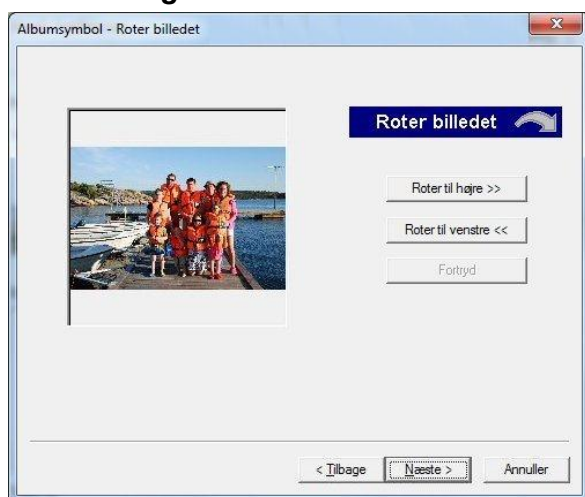 Albumsymbol - Roter billedet
Roter billedet
Roter til højre >>
Roter til venstre <<
Fortryd
< Tilbage
Næste >
Annuller